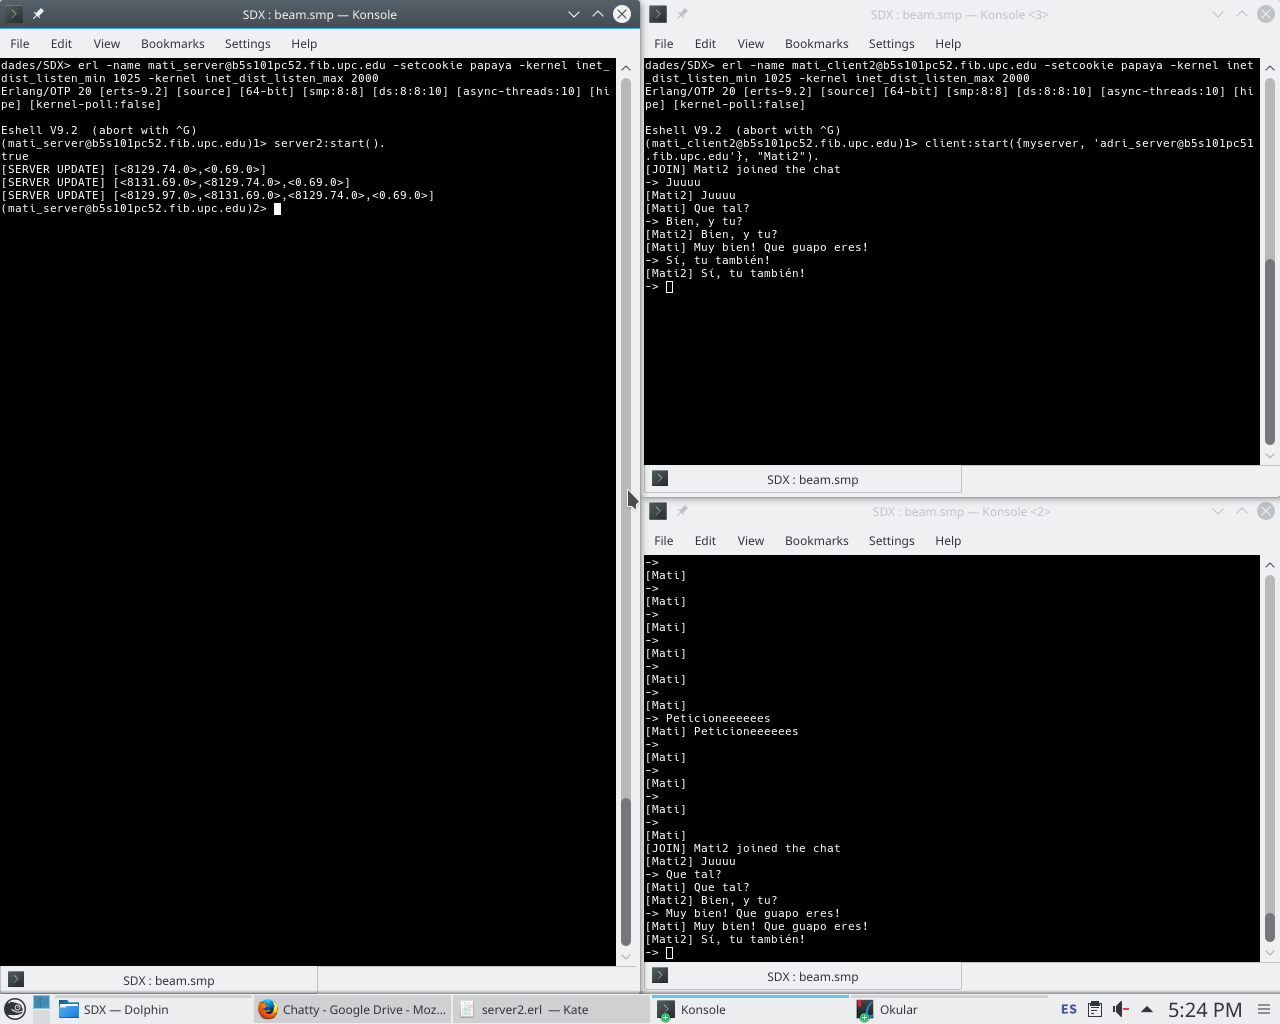 SDX : beam.smp — Konsole
File Edit View Bookmarks Settings Help
dades/SDX> erl -name mati_server@b5s101pc52.fib.upc.edu -setcookie papaya -kernel inet_
dist_listen_min 1025 -kernel inet_dist_listen_max 2000
Erlang/OTP 20 [erts-9.2] [source] [64-bit] [smp:8:8] [ds:8:8:10] [async-threads:10] [hi
pe] [kernel-poll:false]
Eshell V9.2  (abort with ^G)
(mati_server@b5s101pc52.fib.upc.edu)1> server2:start().
true
[SERVER UPDATE] [<8129.74.0>,<0.69.0>]
[SERVER UPDATE] [<8131.69.0>,<8129.74.0>,<0.69.0>]
[SERVER UPDATE] [<8129.97.0>,<8131.69.0>,<8129.74.0>,<0.69.0>]
(mati_server@b5s101pc52.fib.upc.edu)2>
SDX : beam.smp
SDX : beam.smp — Konsole <3>
File Edit View Bookmarks Settings Help
dades/SDX> erl -name mati_client2@b5s101pc52.fib.upc.edu -setcookie papaya -kernel inet
_dist_listen_min 1025 -kernel inet_dist_listen_max 2000
Erlang/OTP 20 [erts-9.2] [source] [64-bit] [smp:8:8] [ds:8:8:10] [async-threads:10] [hi
pe] [kernel-poll:false]
Eshell V9.2  (abort with ^G)
(mati_client2@b5s101pc52.fib.upc.edu)1> client:start({myserver, 'adri_server@b5s101pc51
.fib.upc.edu'}, "Mati2").
[JOIN] Mati2 joined the chat
-> Juuuu
[Mati2] Juuuu
[Mati] Que tal?
-> Bien, y tu?
[Mati2] Bien, y tu?
[Mati] Muy bien! Que guapo eres!
-> Sí, tu también!
[Mati2] Sí, tu también!
->
SDX : beam.smp
SDX : beam.smp — Konsole <2>
File Edit View Bookmarks Settings Help
->
[Mati]
->
[Mati]
->
[Mati]
->
[Mati]
->
[Mati]
->
[Mati]
-> Peticioneeeeees
[Mati] Peticioneeeeees
->
[Mati]
->
[Mati]
->
[Mati]
->
[Mati]
[JOIN] Mati2 joined the chat
[Mati2] Juuuu
-> Que tal?
[Mati] Que tal?
[Mati2] Bien, y tu?
-> Muy bien! Que guapo eres!
[Mati] Muy bien! Que guapo eres!
[Mati2] Sí, tu también!
->
SDX : beam.smp
SDX — Dolphin
Chatty - Google Drive - Moz...
server2.erl — Kate
Konsole
Okular
ES
5:24 PM